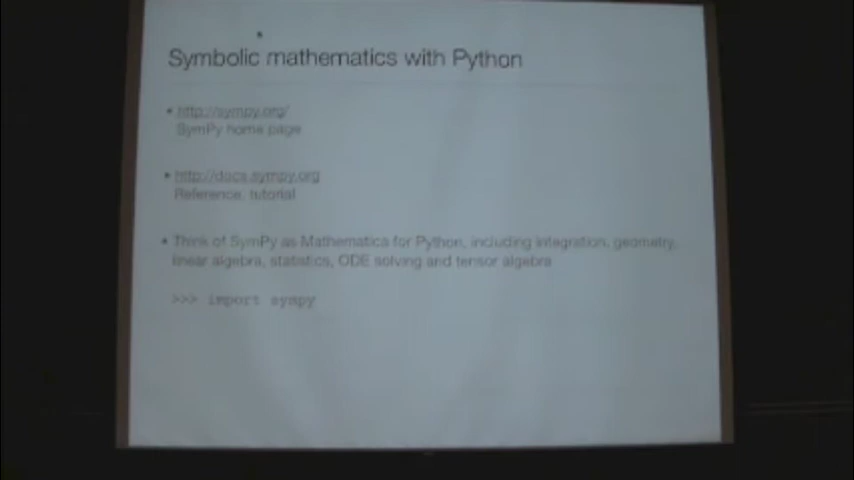 Symbolic mathematics with Python
• http://sympy.org/
SymPy home page
• http://docs.sympy.org
Reference, tutorial
• Think of SymPy as Mathematics for Python, including integration, geometry,
linear algebra, statistics, ODE solving and tensor algebra
>>> import sympy